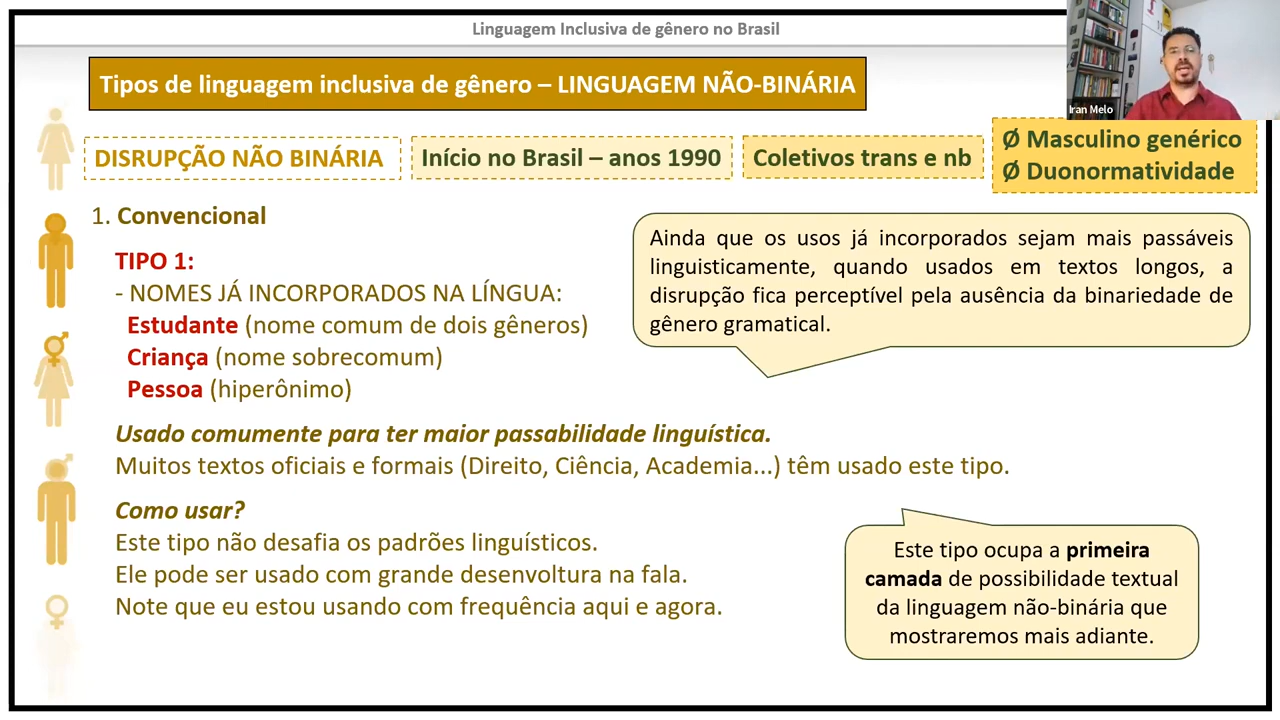 Linguagem Inclusiva de gênero no Brasil
Iran Melo
Tipos de linguagem inclusiva de gênero – LINGUAGEM NÃO-BINÁRIA
DISRUPÇÃO NÃO BINÁRIA
Início no Brasil – anos 1990
Coletivos trans e nb
Ø Masculino genérico
Ø Duonormatividade
1. Convencional
TIPO 1:
- NOMES JÁ INCORPORADOS NA LÍNGUA:
Estudante (nome comum de dois gêneros)
Criança (nome sobrecomum)
Pessoa (hiperônimo)
Ainda que os usos já incorporados sejam mais passáveis
linguisticamente, quando usados em textos longos, a
disrupção fica perceptível pela ausência da binariedade de
gênero gramatical.
Usado comumente para ter maior passabilidade linguística.
Muitos textos oficiais e formais (Direito, Ciência, Academia...) têm usado este tipo.
Como usar?
Este tipo não desafia os padrões linguísticos.
Ele pode ser usado com grande desenvoltura na fala.
Note que eu estou usando com frequência aqui e agora.
Este tipo ocupa a primeira
camada de possibilidade textual
da linguagem não-binária que
mostraremos mais adiante.